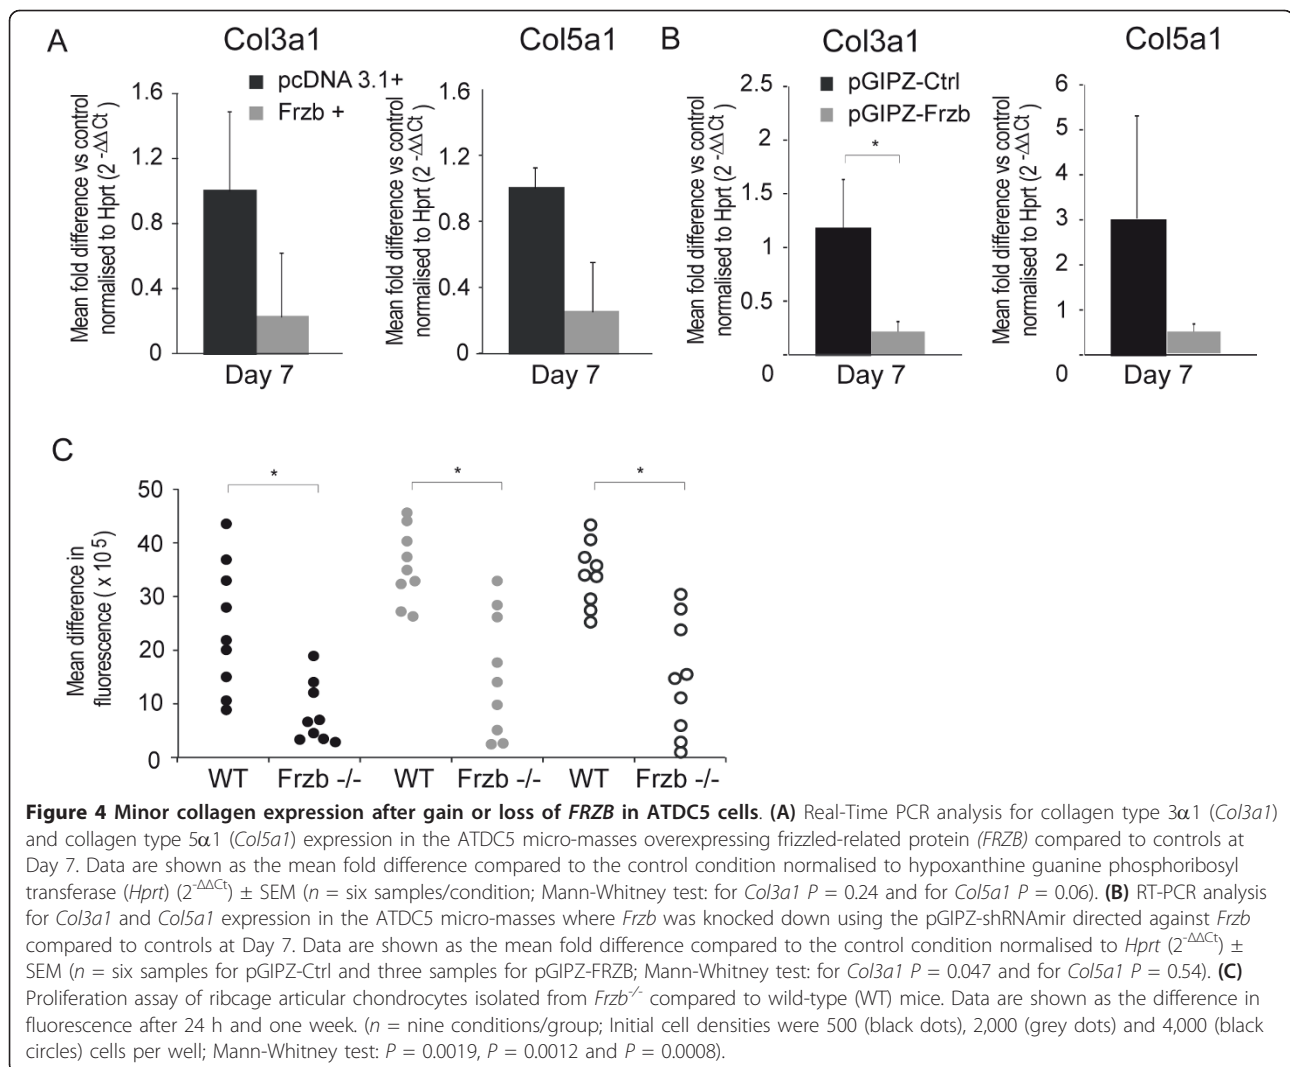 A
Col3a1
Col5a1
B
Col3a1
Col5a1
pcDNA 3.1+
Frzb +
Mean fold difference vs control
normalised to Hprt (2 -ΔΔCt)
1.6
1.2
0.8
0.4
0
Day 7
Mean fold difference vs control
normalised to Hprt (2 -ΔΔCt)
1.6
1.2
0.8
0.4
0
Day 7
pGIPZ-Ctrl
pGIPZ-Frzb
*
Mean fold difference vs control
normalised to Hprt (2 -ΔΔCt)
2.5
2
1.5
1
0.5
0
Day 7
Mean fold difference vs control
normalised to Hprt (2 -ΔΔCt)
6
5
4
3
2
1
0
Day 7
C
Mean difference in
fluorescence ( x 10 5)
50
40
30
20
10
0
*
*
*
WT Frzb -/- WT Frzb -/- WT Frzb -/-
Figure 4 Minor collagen expression after gain or loss of FRZB in ATDC5 cells. (A) Real-Time PCR analysis for collagen type 3α1 (Col3a1)
and collagen type 5α1 (Col5a1) expression in the ATDC5 micro-masses overexpressing frizzled-related protein (FRZB) compared to controls at
Day 7. Data are shown as the mean fold difference compared to the control condition normalised to hypoxanthine guanine phosphoribosyl
transferase (Hprt) (2-ΔΔCt) ± SEM (n = six samples/condition; Mann-Whitney test: for Col3a1 P = 0.24 and for Col5a1 P = 0.06). (B) RT-PCR analysis
for Col3a1 and Col5a1 expression in the ATDC5 micro-masses where Frzb was knocked down using the pGIPZ-shRNAmir directed against Frzb
compared to controls at Day 7. Data are shown as the mean fold difference compared to the control condition normalised to Hprt (2-ΔΔCt) ±
SEM (n = six samples for pGIPZ-Ctrl and three samples for pGIPZ-FRZB; Mann-Whitney test: for Col3a1 P = 0.047 and for Col5a1 P = 0.54). (C)
Proliferation assay of ribcage articular chondrocytes isolated from Frzb-/- compared to wild-type (WT) mice. Data are shown as the difference in
fluorescence after 24 h and one week. (n = nine conditions/group; Initial cell densities were 500 (black dots), 2,000 (grey dots) and 4,000 (black
circles) cells per well; Mann-Whitney test: P = 0.0019, P = 0.0012 and P = 0.0008).